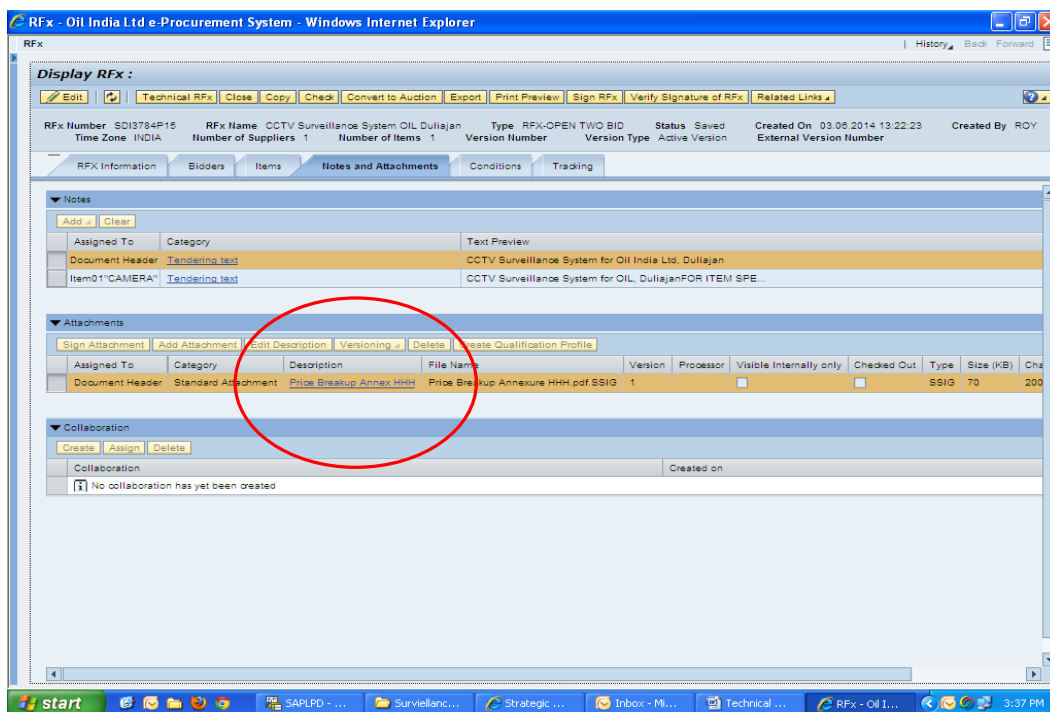 RFx - Oil India Ltd e-Procurement System - Windows Internet Explorer
RFx | History Back Forward
Display RFx :
Edit | | Technical RFx Close Copy Check Convert to Auction Export Print Preview Sign RFx Verify Signature of RFx Related Links
RFx Number SDI3784P15 RFx Name CCTV Surveillance System OIL Duliajan Type RFX-OPEN TWO BID Status Saved Created On 03.06.2014 13:22:23 Created By ROY
Time Zone INDIA Number of Suppliers 1 Number of Items 1 Version Number Version Type Active Version External Version Number
RFX Information Bidders Items Notes and Attachments Conditions Tracking
Notes
Add Clear
Assigned To Category Text Preview
Document Header Tendering text CCTV Surveillance System for Oil India Ltd, Duliajan
Item01"CAMERA" Tendering text CCTV Surveillance System for OIL, DuliajanFOR ITEM SPE...
Attachments
Sign Attachment Add Attachment Edit Description Versioning Delete Create Qualification Profile
Assigned To Category Description File Name Version Processor Visible Internally only Checked Out Type Size (KB) Cha
Document Header Standard Attachment Price Breakup Annex HHH Price Breakup Annexure HHH.pdf.SSIG 1 SSIG 70 200
Collaboration
Create Assign Delete
Collaboration Created on
No collaboration has yet been created
start SAPLPD - ... Surviellanc... Strategic ... Inbox - Mi... Technical ... RFx - Oil I... 3:37 PM